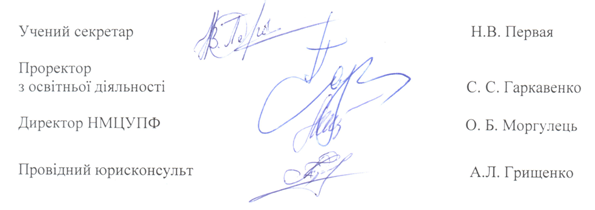 Учений секретар Н.В. Первая
Проректор
з освітньої діяльності С. С. Гаркавенко
Директор НМЦУПФ О. Б. Моргулець
Провідний юрисконсульт А.Л. Грищенко